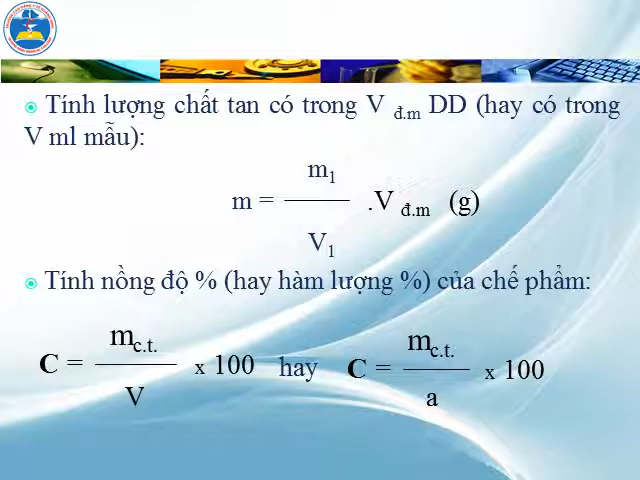 Tính lượng chất tan có trong V đ.m DD (hay có trong
V ml mẫu):
m1
m = .V đ.m (g)
V1
Tính nồng độ % (hay hàm lượng %) của chế phẩm:
mc.t. mc.t.
C = x 100 hay C = x 100
V a